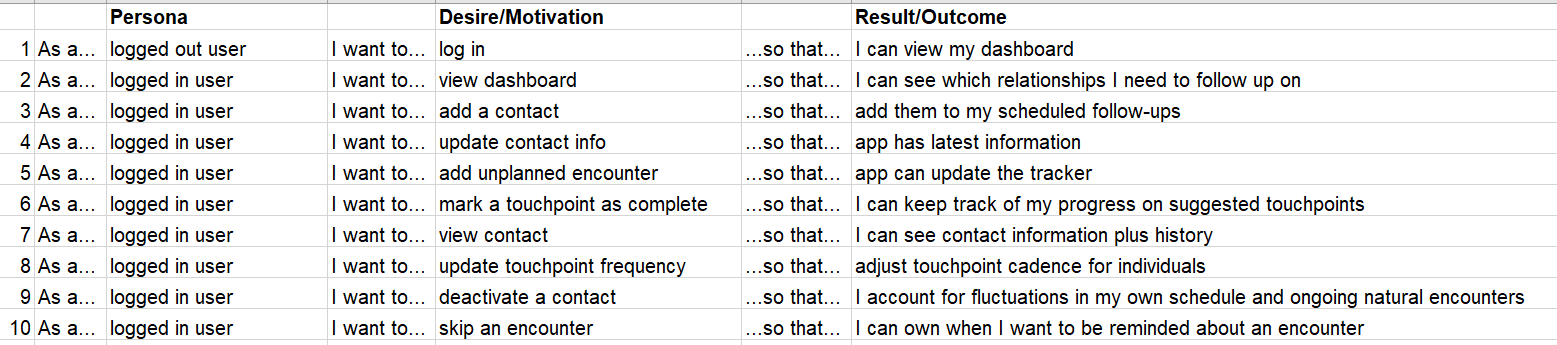 Persona Desire/Motivation Result/Outcome
1 As a... logged out user I want to... log in ...so that... I can view my dashboard
2 As a... logged in user I want to... view dashboard ...so that... I can see which relationships I need to follow up on
3 As a... logged in user I want to... add a contact ...so that... add them to my scheduled follow-ups
4 As a... logged in user I want to... update contact info ...so that... app has latest information
5 As a... logged in user I want to... add unplanned encounter ...so that... app can update the tracker
6 As a... logged in user I want to... mark a touchpoint as complete ...so that... I can keep track of my progress on suggested touchpoints
7 As a... logged in user I want to... view contact ...so that... I can see contact information plus history
8 As a... logged in user I want to... update touchpoint frequency ...so that... adjust touchpoint cadence for individuals
9 As a... logged in user I want to... deactivate a contact ...so that... I account for fluctuations in my own schedule and ongoing natural encounters
10 As a... logged in user I want to... skip an encounter ...so that... I can own when I want to be reminded about an encounter